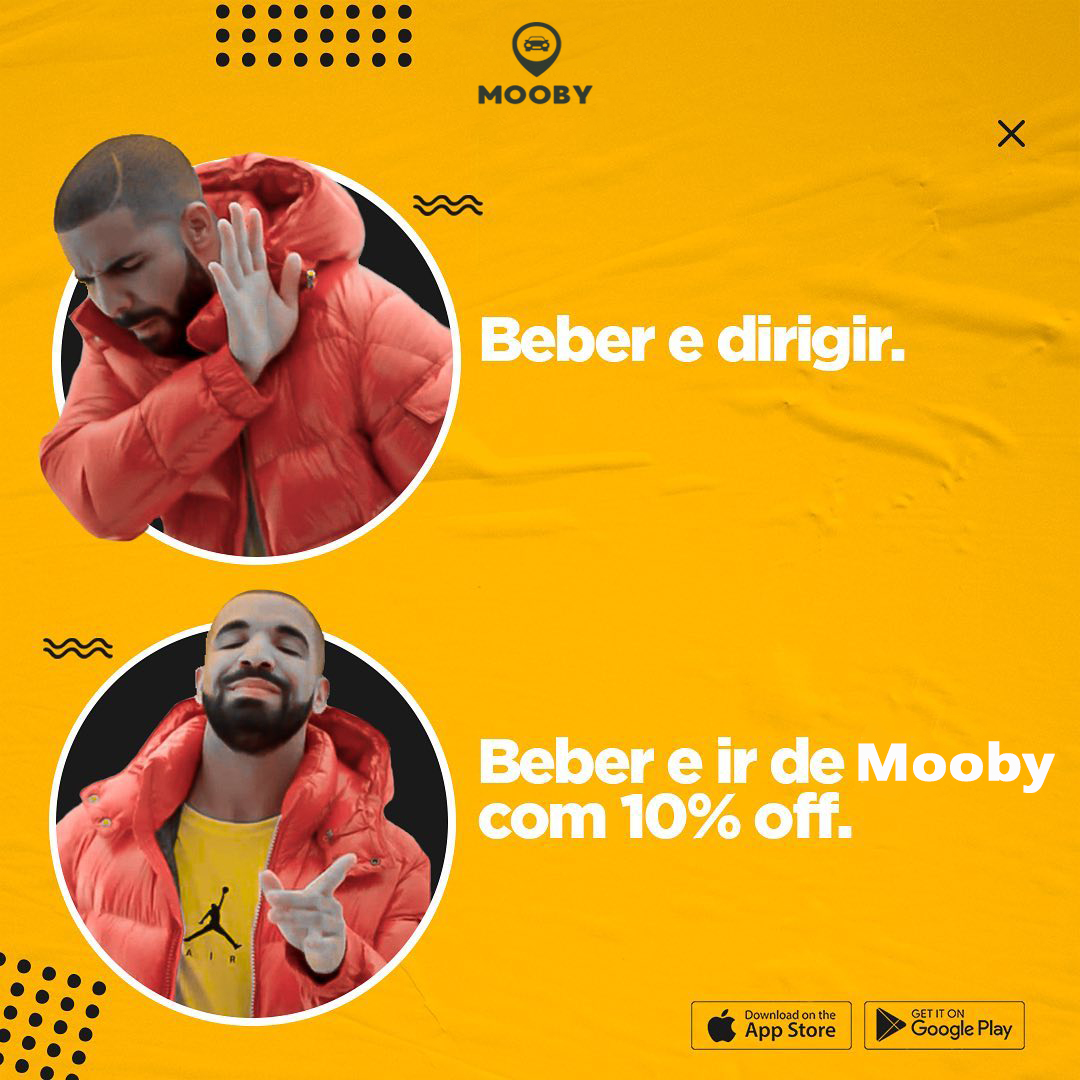 MOOBY
Beber e dirigir.
Beber e ir de Mooby
com 10% off.
AIR
Download on the
App Store
GET IT ON
Google Play